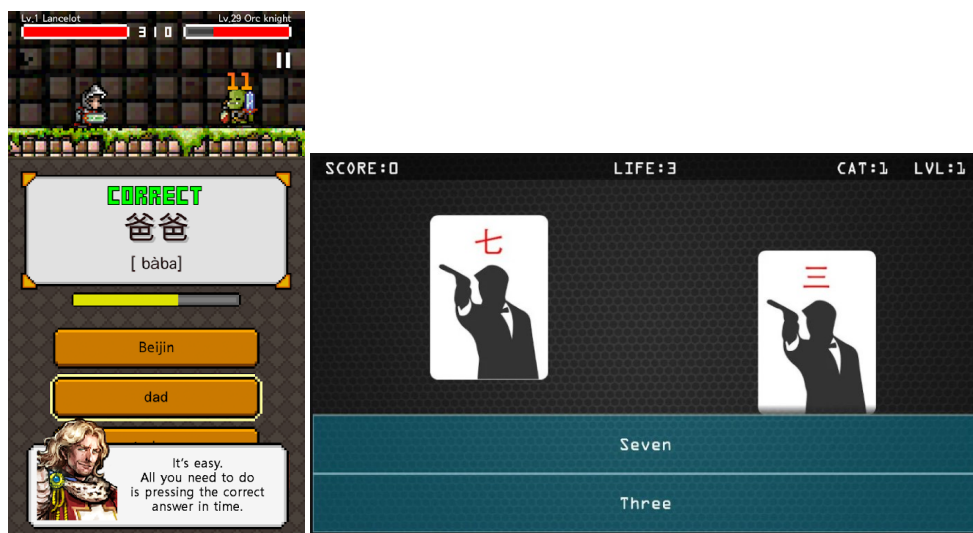 Lv.1 Lancelot
Lv.29 Orc knight
3 | 0
11
CORRECT
爸爸
[ bàba]
Beijin
dad
It's easy.
All you need to do
is pressing the correct
answer in time.
SCORE:0
LIFE:3
CAT:1
LVL:1
七
三
Seven
Three